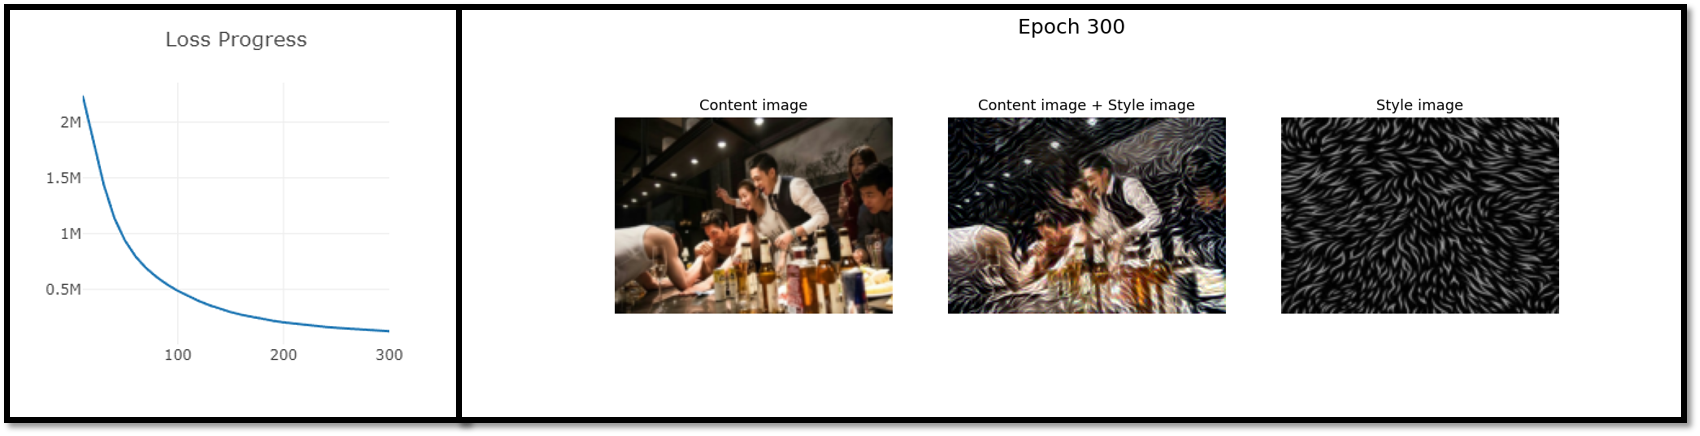 Loss Progress
2M
1.5M
1M
0.5M
100 200 300
Epoch 300
Content image
Content image + Style image
Style image